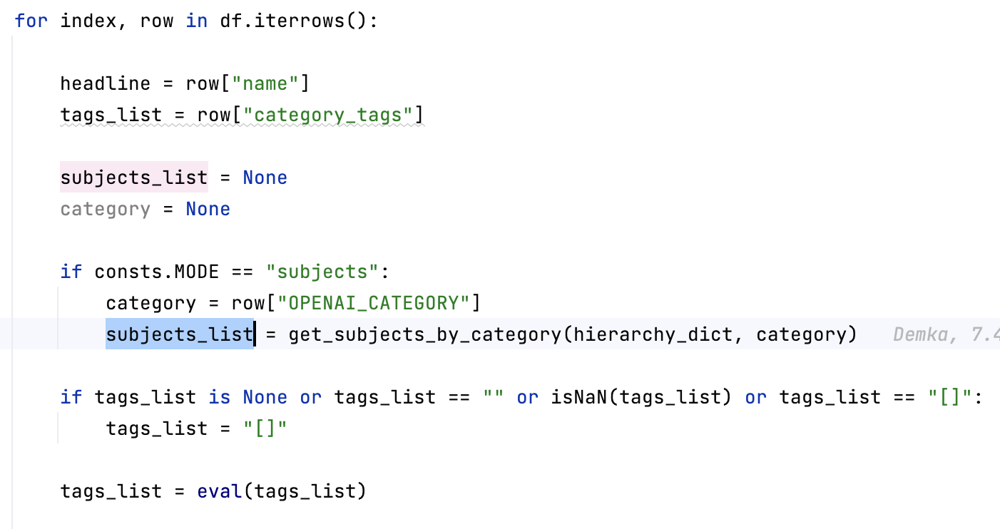 for index, row in df.iterrows():
headline = row["name"]
tags_list = row["category_tags"]
subjects_list = None
category = None
if consts.MODE == "subjects":
category = row["OPENAI_CATEGORY"]
subjects_list = get_subjects_by_category(hierarchy_dict, category) Demka, 7.4
if tags_list is None or tags_list == "" or isNaN(tags_list) or tags_list == "[]":
tags_list = "[]"
tags_list = eval(tags_list)